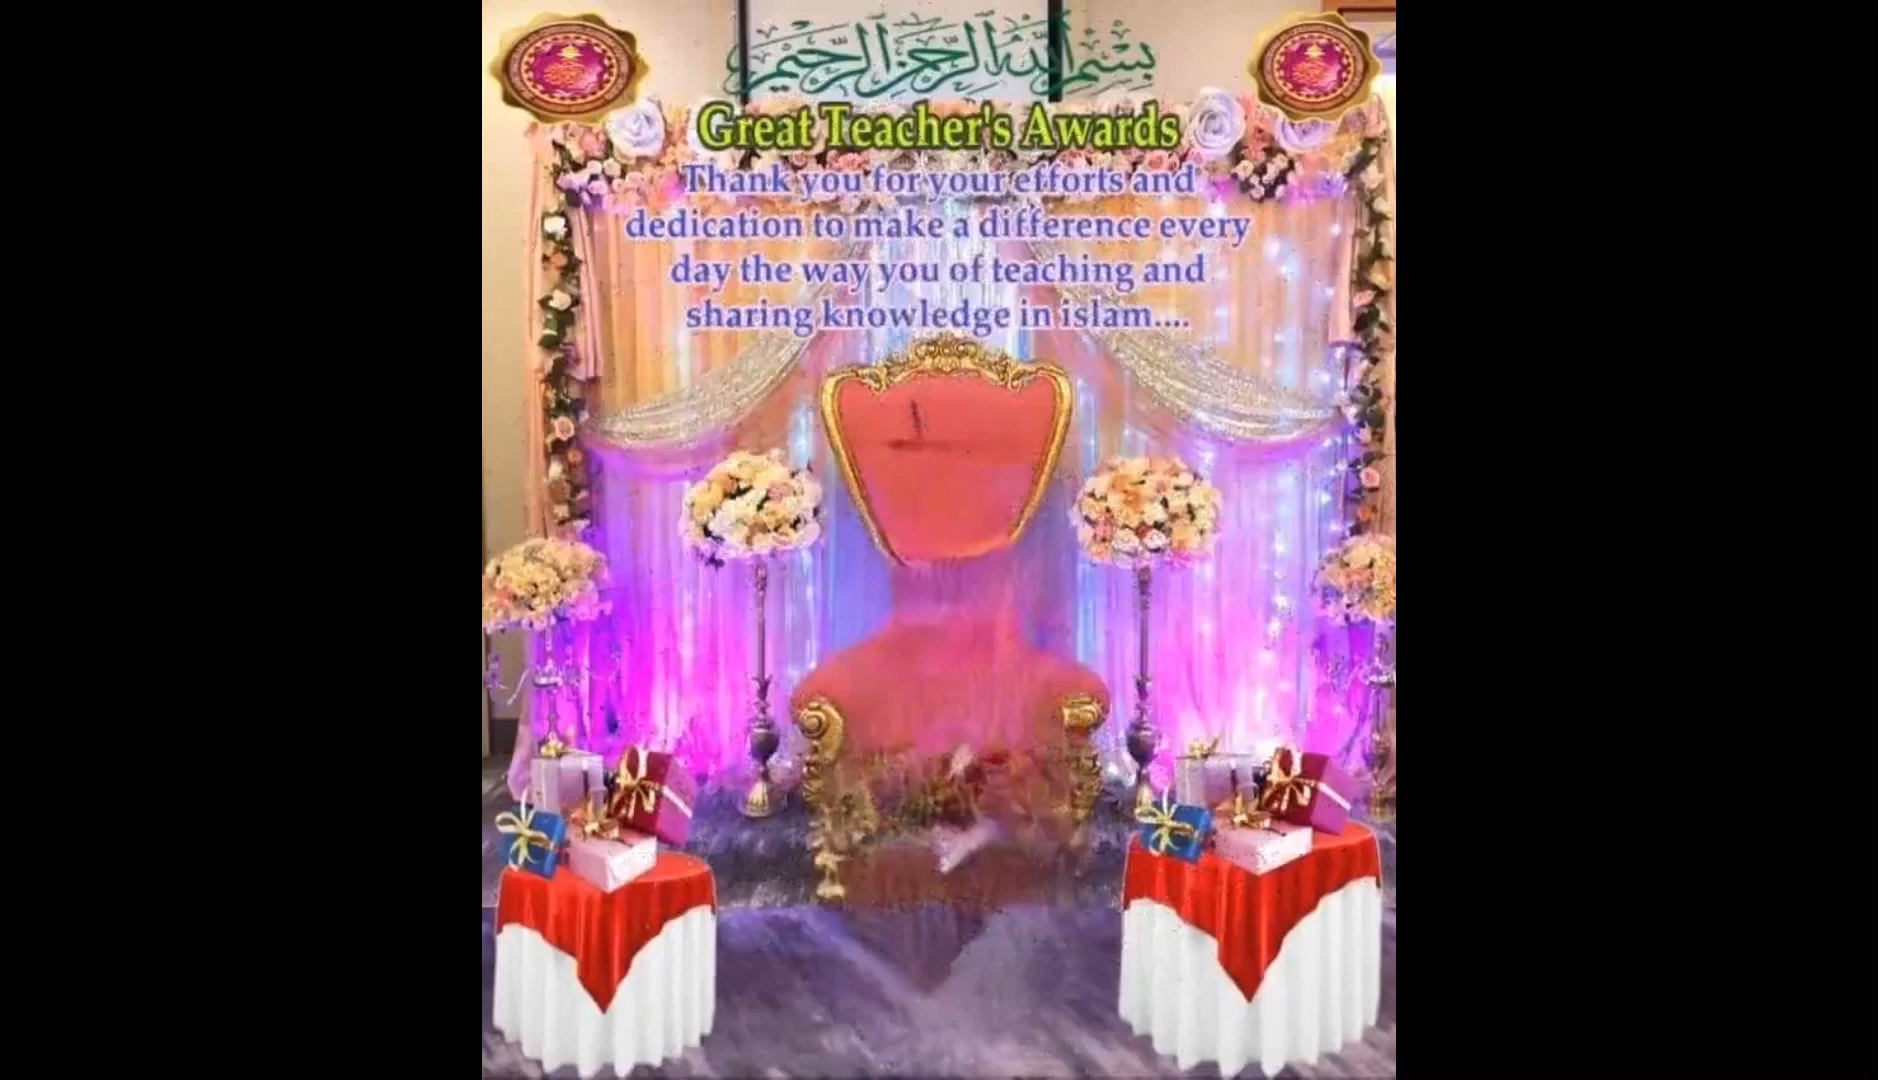 بسم الله الرحمن الرحيم
Great Teacher's Awards
Thank you for your efforts and
dedication to make a difference every
day the way you of teaching and
sharing knowledge in islam....